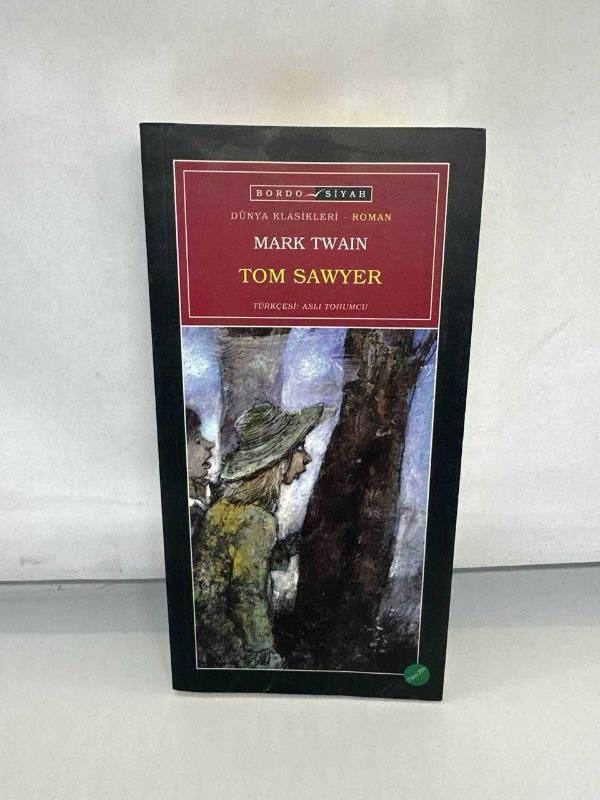 BORDO SİYAH
DÜNYA KLASİKLERİ - ROMAN
MARK TWAIN
TOM SAWYER
TÜRKÇESİ: ASLI TOHUMCU